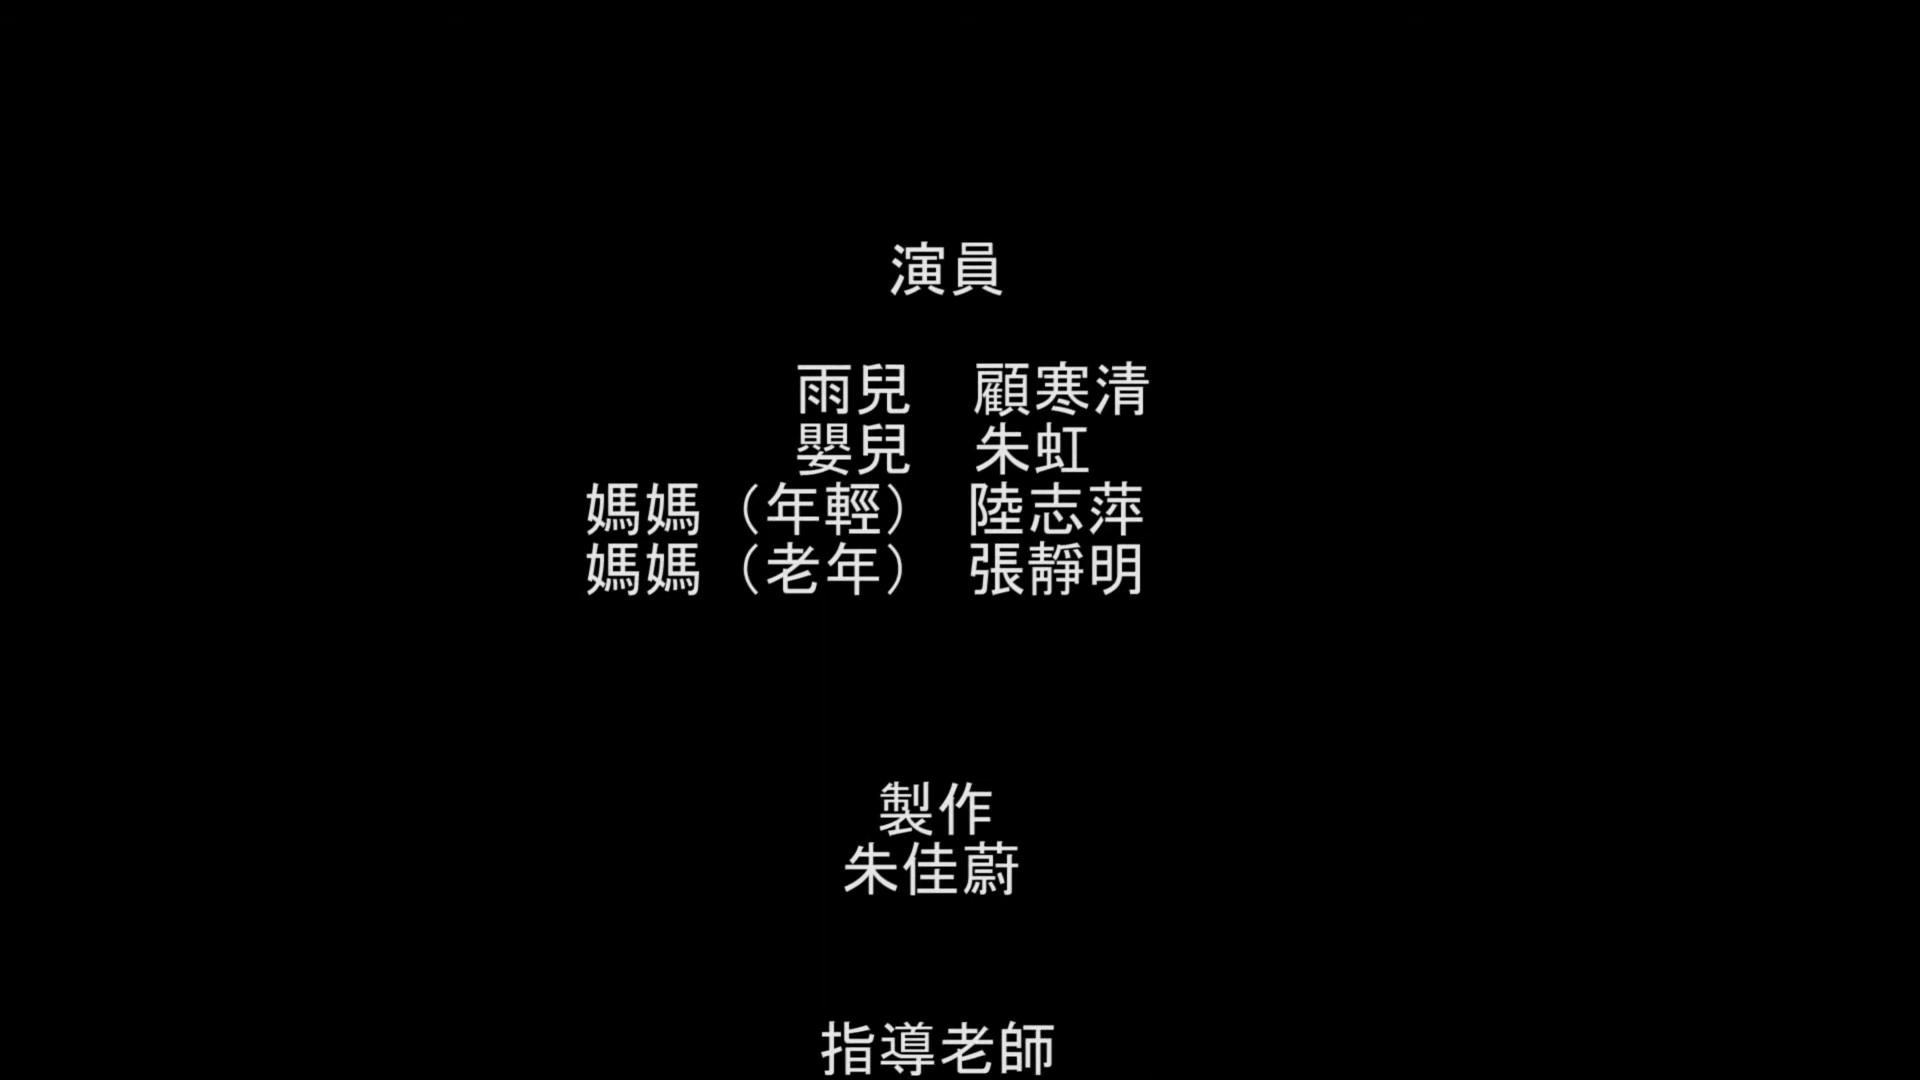 演員
雨兒 顧寒清
嬰兒 朱虹
媽媽（年輕） 陸志萍
媽媽（老年） 張靜明
製作
朱佳蔚
指導老師